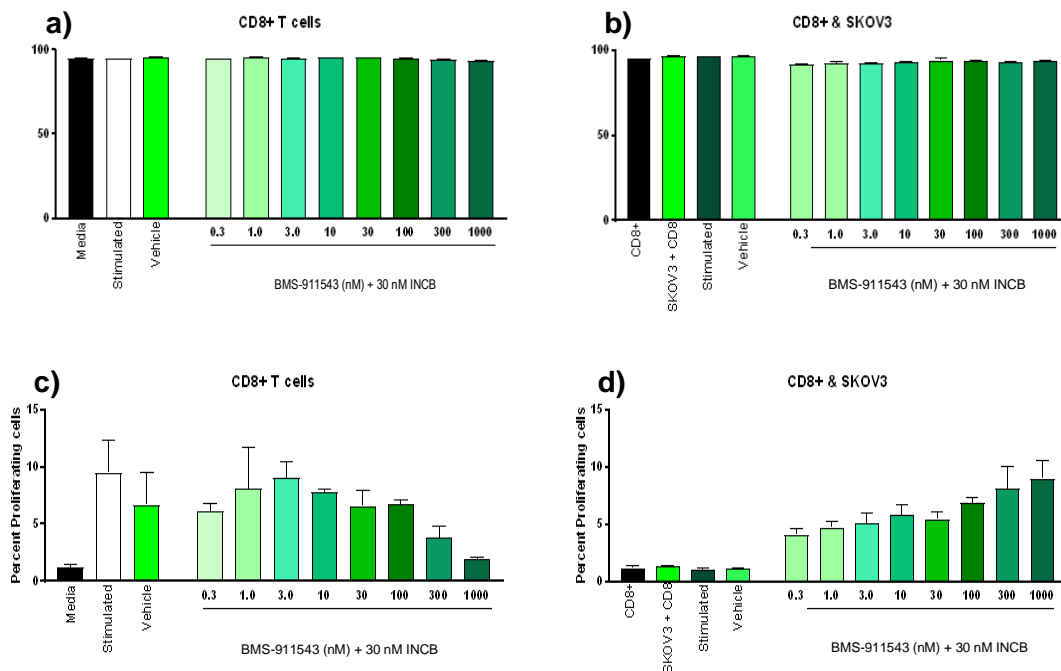 a)
CD8+ T cells
100
50
0
Media
Stimulated
Vehicle
0.3 1.0 3.0 10 30 100 300 1000
BMS-911543 (nM) + 30 nM INCB
b)
CD8+ & SKOV3
100
50
0
CD8+
SKOV3 + CD8
Stimulated
Vehicle
0.3 1.0 3.0 10 30 100 300 1000
BMS-911543 (nM) + 30 nM INCB
c)
CD8+ T cells
Percent Proliferating cells
15
10
5
0
Media
Stimulated
Vehicle
0.3 1.0 3.0 10 30 100 300 1000
BMS-911543 (nM) + 30 nM INCB
d)
CD8+ & SKOV3
Percent Proliferating cells
15
10
5
0
CD8+
SKOV3 + CD8
Stimulated
Vehicle
0.3 1.0 3.0 10 30 100 300 1000
BMS-911543 (nM) + 30 nM INCB